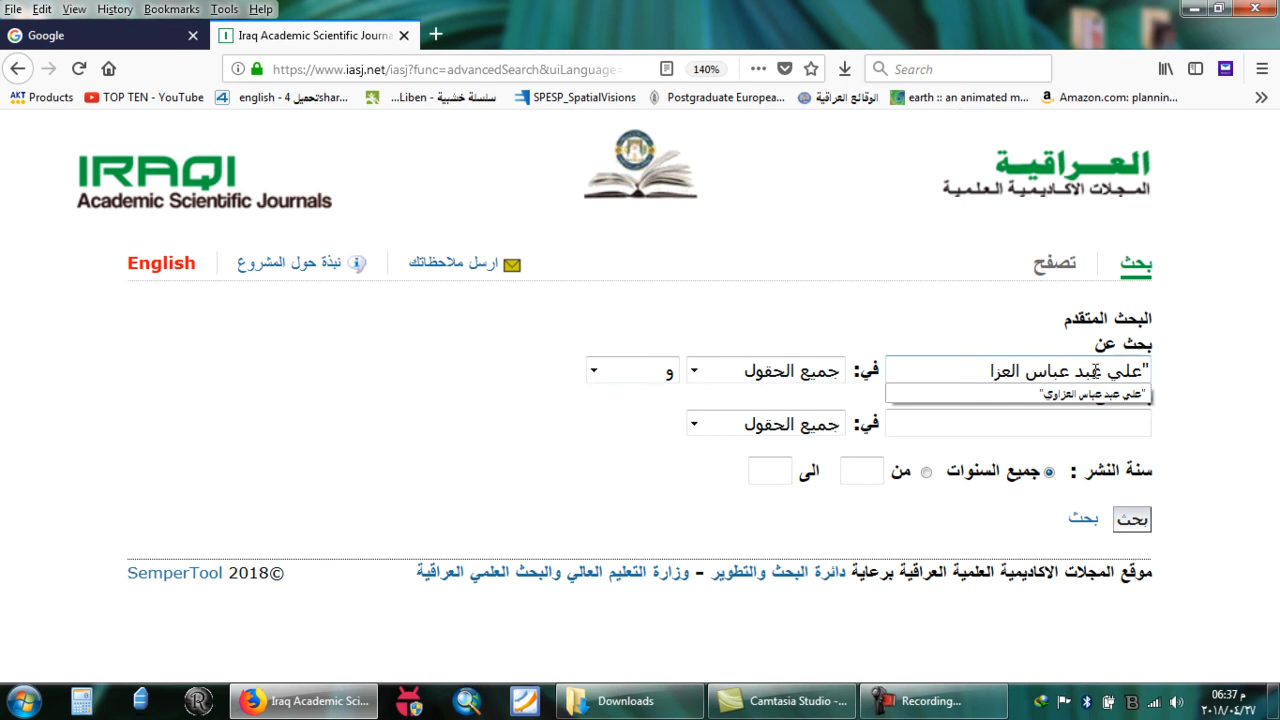 File Edit View History Bookmarks Tools Help
Google
Iraq Academic Scientific Journa
https://www.iasj.net/iasj?func=advancedSearch&uiLanguage=
140%
Search
Products
TOP TEN - YouTube
english - 4 تحميلshar...
...Liben - سلسلة خشبية
SPESP_SpatialVisions
Postgraduate Europea...
الوقائع العراقية
earth :: an animated m...
Amazon.com: plannin...
IRAQI
Academic Scientific Journals
العراقية
المجلات الاكاديمية العلمية
بحث
تصفح
ارسل ملاحظاتك
نبذة حول المشروع
English
البحث المتقدم
بحث عن
"علي عبد عباس العزا
في:
جميع الحقول
و
"علي عبد عباس العزاوي"
في:
جميع الحقول
سنة النشر :
جميع السنوات
من
الى
بحث
بحث
موقع المجلات الاكاديمية العلمية العراقية برعاية دائرة البحث والتطوير – وزارة التعليم العالي والبحث العلمي العراقية
SemperTool 2018©
Iraq Academic Sci...
Downloads
Camtasia Studio -...
Recording...
06:37 م
٢٠١٨/٠٤/٢٧